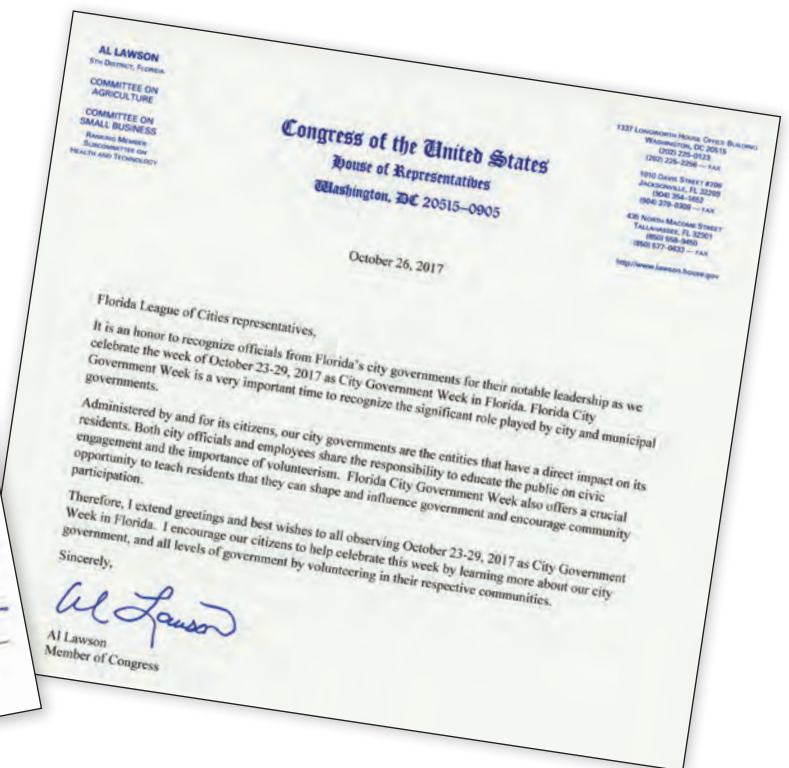 AL LAWSON
5TH DISTRICT, FLORIDA
COMMITTEE ON
AGRICULTURE
COMMITTEE ON
SMALL BUSINESS
RANKING MEMBER
SUBCOMMITTEE ON
HEALTH AND TECHNOLOGY
Congress of the United States
House of Representatives
Washington, DC 20515–0905
1337 LONGWORTH HOUSE OFFICE BUILDING
WASHINGTON, DC 20515
(202) 225-0123
(202) 225-2256 — FAX
1010 DAVIS STREET #206
JACKSONVILLE, FL 32209
(904) 354-1652
(904) 379-0309 — FAX
435 NORTH MACOMB STREET
TALLAHASSEE, FL 32301
(850) 558-9450
(850) 577-0633 — FAX
http://www.lawson.house.gov
October 26, 2017
Florida League of Cities representatives,
It is an honor to recognize officials from Florida's city governments for their notable leadership as we
celebrate the week of October 23-29, 2017 as City Government Week in Florida. Florida City
Government Week is a very important time to recognize the significant role played by city and municipal
governments.
Administered by and for its citizens, our city governments are the entities that have a direct impact on its
residents. Both city officials and employees share the responsibility to educate the public on civic
engagement and the importance of volunteerism. Florida City Government Week also offers a crucial
opportunity to teach residents that they can shape and influence government and encourage community
participation.
Therefore, I extend greetings and best wishes to all observing October 23-29, 2017 as City Government
Week in Florida. I encourage our citizens to help celebrate this week by learning more about our city
government, and all levels of government by volunteering in their respective communities.
Sincerely,
Al Lawson
Al Lawson
Member of Congress